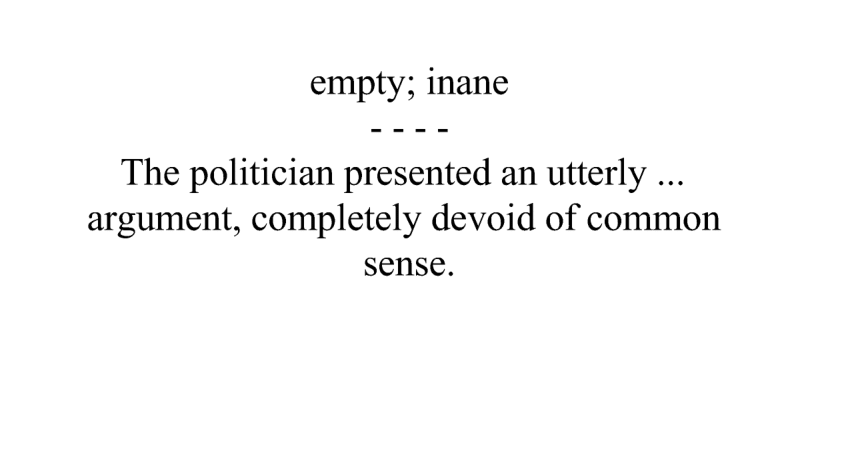 empty; inane
- - - -
The politician presented an utterly ...
argument, completely devoid of common
sense.